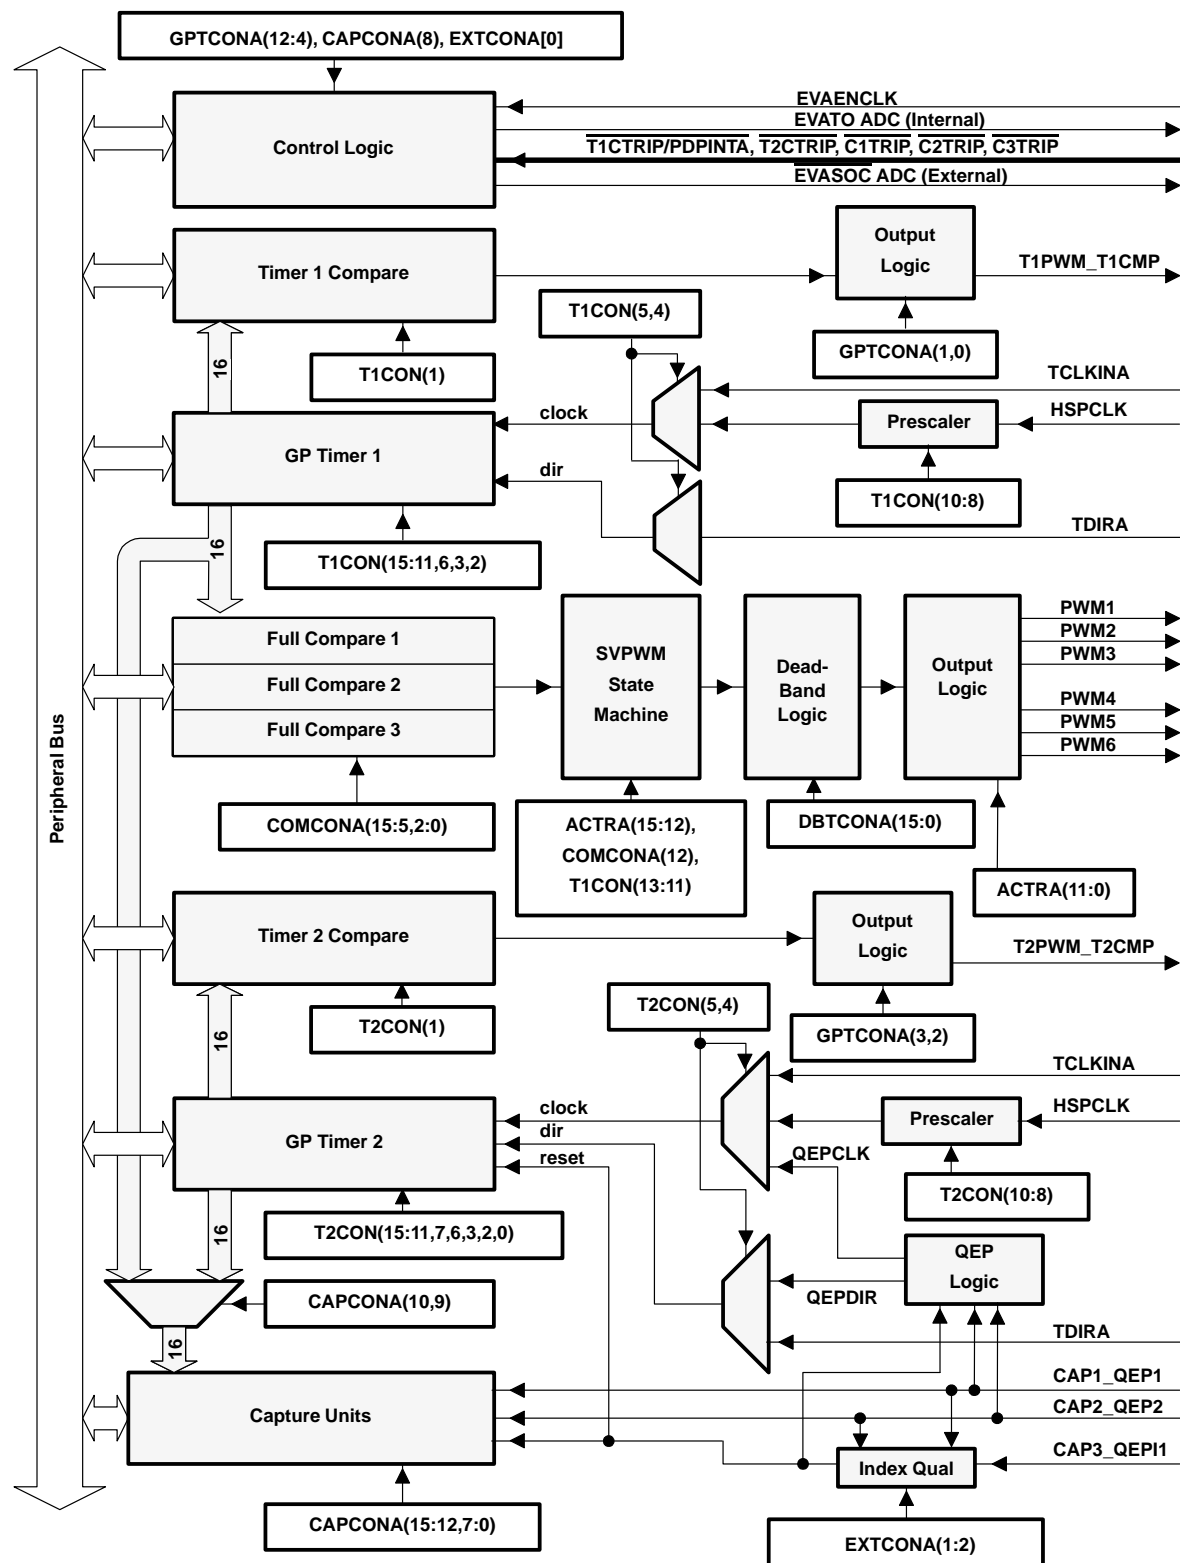 GPTCONA(12:4), CAPCONA(8), EXTCONA[0]
Control Logic
EVAENCLK
EVATO ADC (Internal)
T1CTRIP/PDPINTA, T2CTRIP, C1TRIP, C2TRIP, C3TRIP
EVASOC ADC (External)
Timer 1 Compare
Output
Logic
T1PWM_T1CMP
T1CON(5,4)
GPTCONA(1,0)
16
T1CON(1)
TCLKINA
clock
HSPCLK
Prescaler
GP Timer 1
dir
T1CON(10:8)
TDIRA
16
T1CON(15:11,6,3,2)
Full Compare 1
Full Compare 2
Full Compare 3
SVPWM
State
Machine
Dead-
Band
Logic
Output
Logic
PWM1
PWM2
PWM3
PWM4
PWM5
PWM6
Peripheral Bus
COMCONA(15:5,2:0)
ACTRA(15:12),
COMCONA(12),
T1CON(13:11)
DBTCONA(15:0)
ACTRA(11:0)
Timer 2 Compare
Output
Logic
T2PWM_T2CMP
T2CON(5,4)
GPTCONA(3,2)
16
T2CON(1)
TCLKINA
clock
HSPCLK
Prescaler
GP Timer 2
dir
reset
QEPCLK
T2CON(10:8)
16
T2CON(15:11,7,6,3,2,0)
QEP
Logic
CAPCONA(10,9)
QEPDIR
TDIRA
16
CAP1_QEP1
Capture Units
CAP2_QEP2
CAP3_QEPI1
Index Qual
CAPCONA(15:12,7:0)
EXTCONA(1:2)